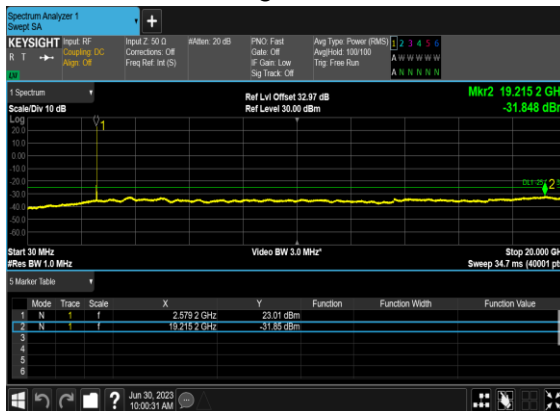 Spectrum Analyzer 1
Swept SA
+
KEYSIGHT Input: RF Input Z: 50 Ω #Atten: 20 dB PNO: Fast Avg Type: Power (RMS) 1 2 3 4 5 6
R T Coupling: DC Corrections: Off Gate: Off Avg|Hold: 100/100 A W W W W W
Align: Off Freq Ref: Int (S) IF Gain: Low Trig: Free Run
Sig Track: Off A N N N N N
1 Spectrum Ref Lvl Offset 32.97 dB Mkr2 19.215 2 GH
Scale/Div 10 dB Ref Level 30.00 dBm -31.848 dBr
Log
20.0
10.0
0.00
-10.0
-20.0
-30.0
-40.0
-50.0
-60.0
1
2
Start 30 MHz Video BW 3.0 MHz* Stop 20.000 GH
#Res BW 1.0 MHz Sweep 34.7 ms (40001 pt
5 Marker Table
Mode Trace Scale X Y Function Function Width Function Value
1 N 1 f 2.579 2 GHz 23.01 dBm
2 N 1 f 19.215 2 GHz -31.85 dBm
3
4
5
6
? Jun 30, 2023
10:00:31 AM